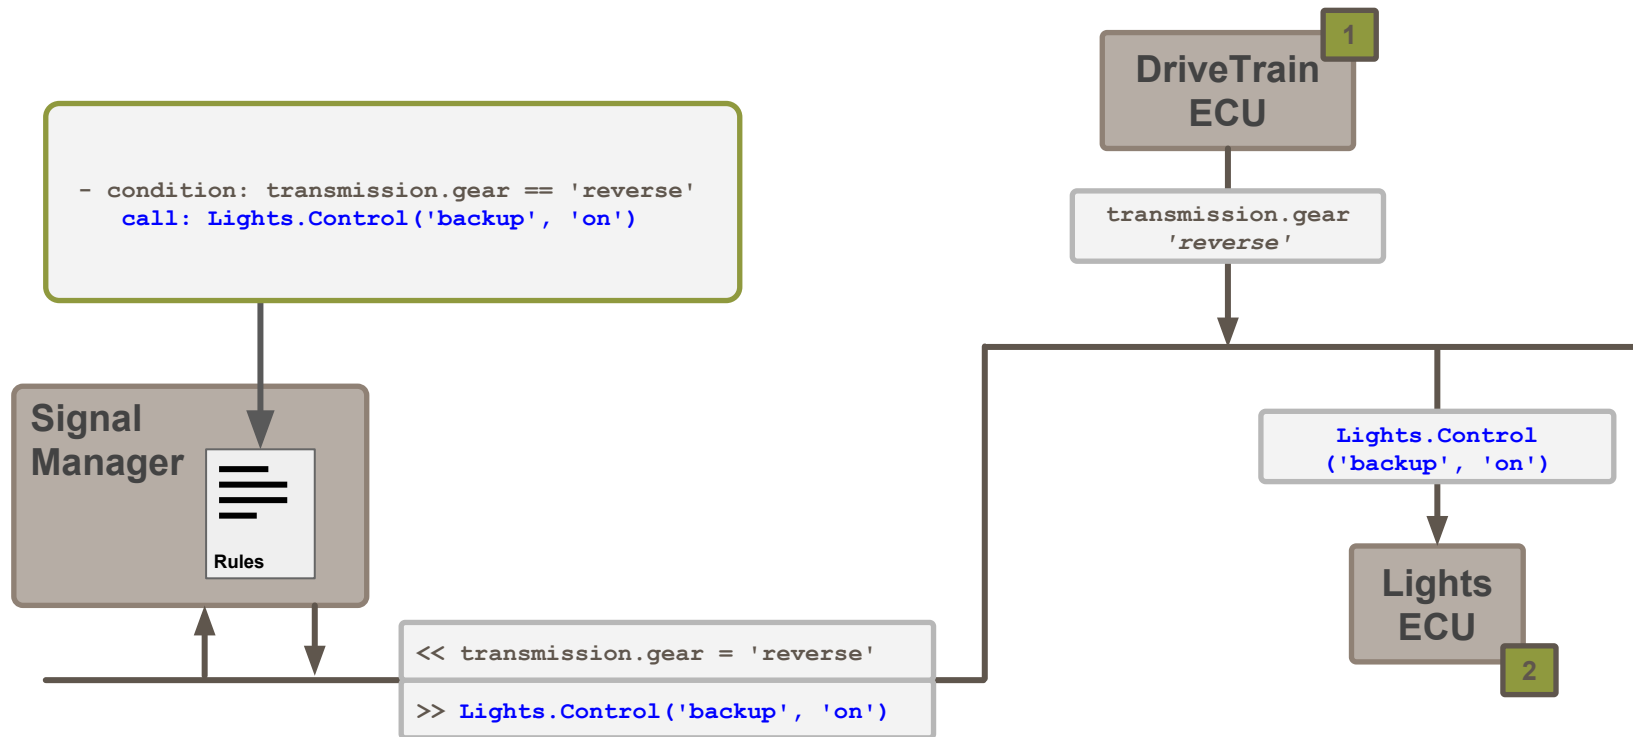 1
DriveTrain
ECU
- condition: transmission.gear == 'reverse'
call: Lights.Control('backup', 'on')
transmission.gear
'reverse'
Signal
Manager
Rules
Lights.Control
('backup', 'on')
Lights
ECU
2
<< transmission.gear = 'reverse'
>> Lights.Control('backup', 'on')